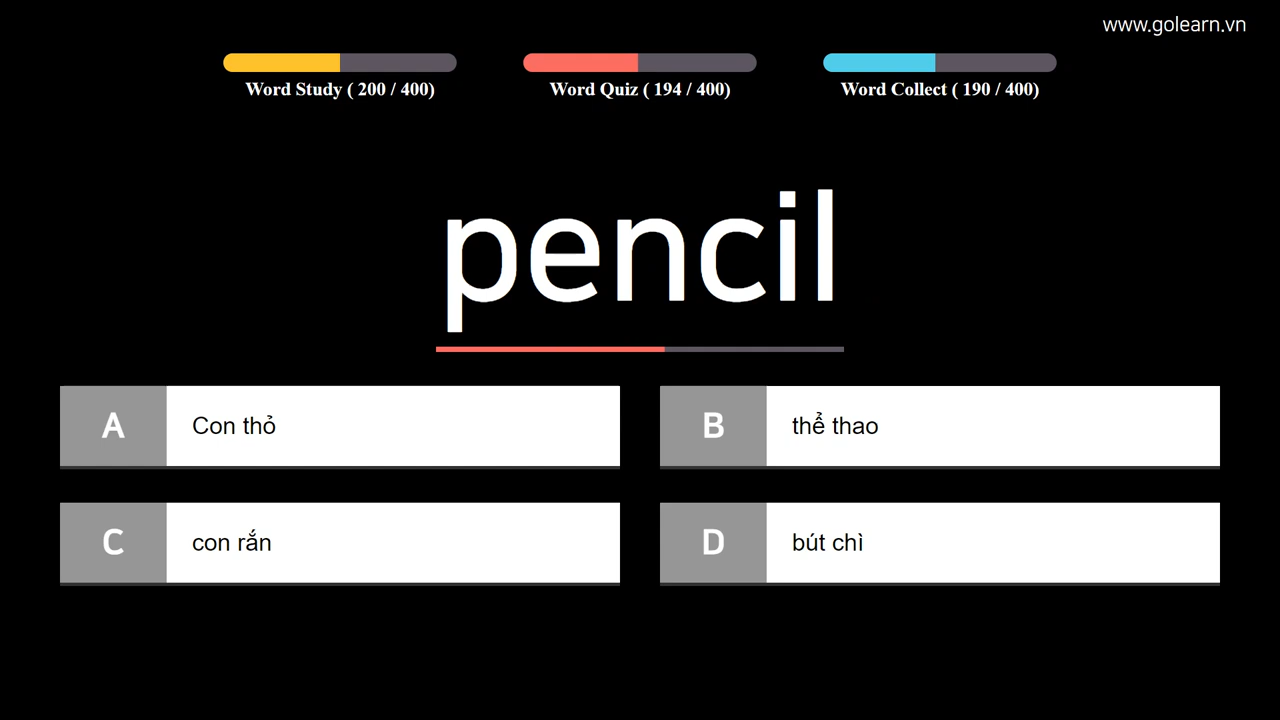 www.golearn.vn
Word Study ( 200 / 400)
Word Quiz ( 194 / 400)
Word Collect ( 190 / 400)
pencil
A Con thỏ
B thể thao
C con rắn
D bút chì